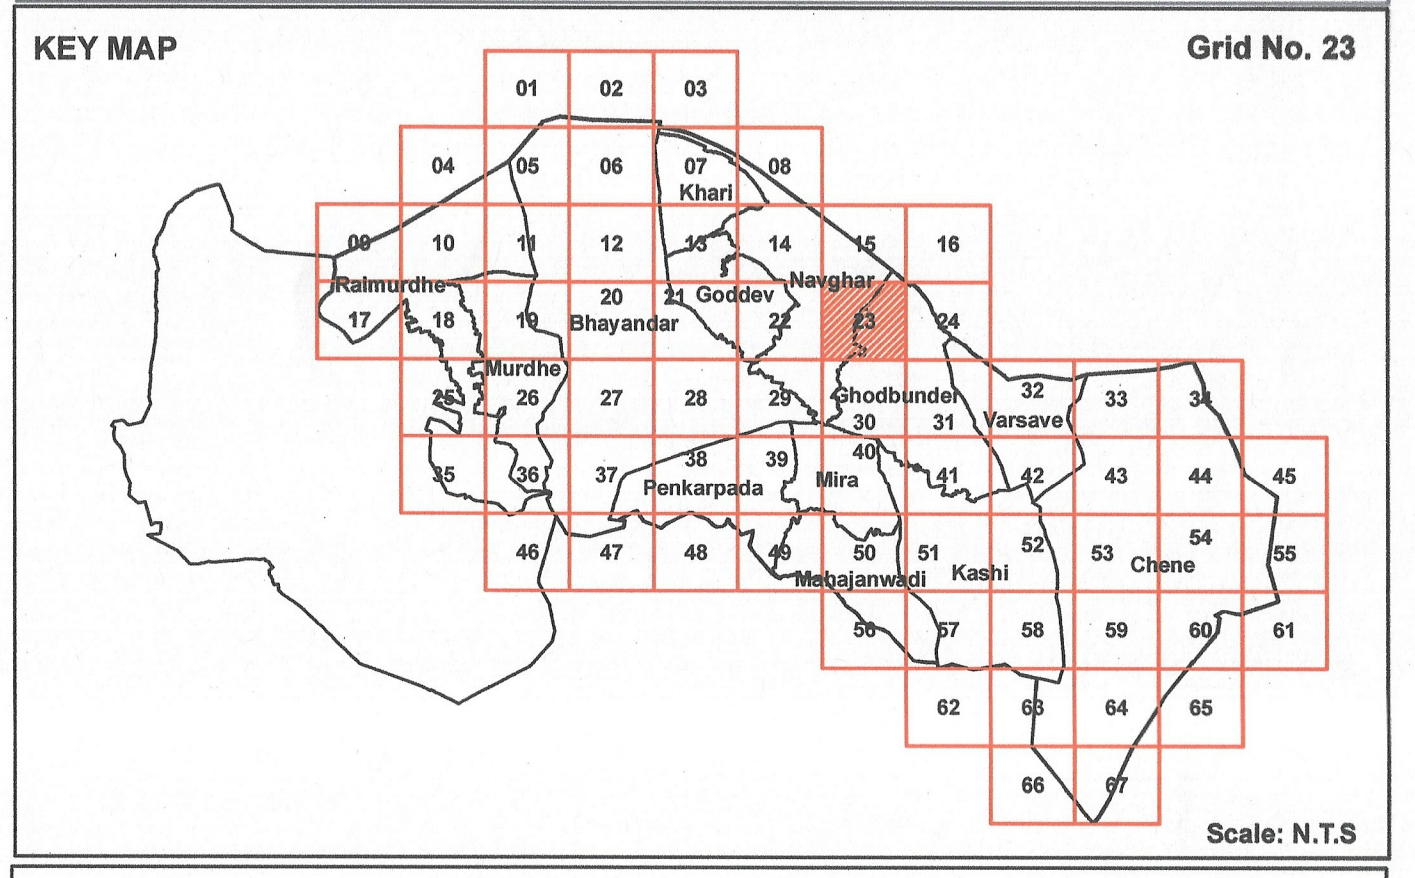 KEY MAP
Grid No. 23
01 02 03
04 05 06 07 08
Khari
09 10 11 12 13 14 15 16
Raimurdhe
Navghar
Goddev
17 18 19 20 21 22 23 24
Bhayandar
Murdhe
25 26 27 28 29 30 31 32 33 34
Ghodbunder
Varsave
35 36 37 38 39 40 41 42 43 44 45
Penkarpada
Mira
46 47 48 49 50 51 52 53 54 55
Mahajanwadi
Kashi
Chene
56 57 58 59 60 61
62 63 64 65
66 67
Scale: N.T.S